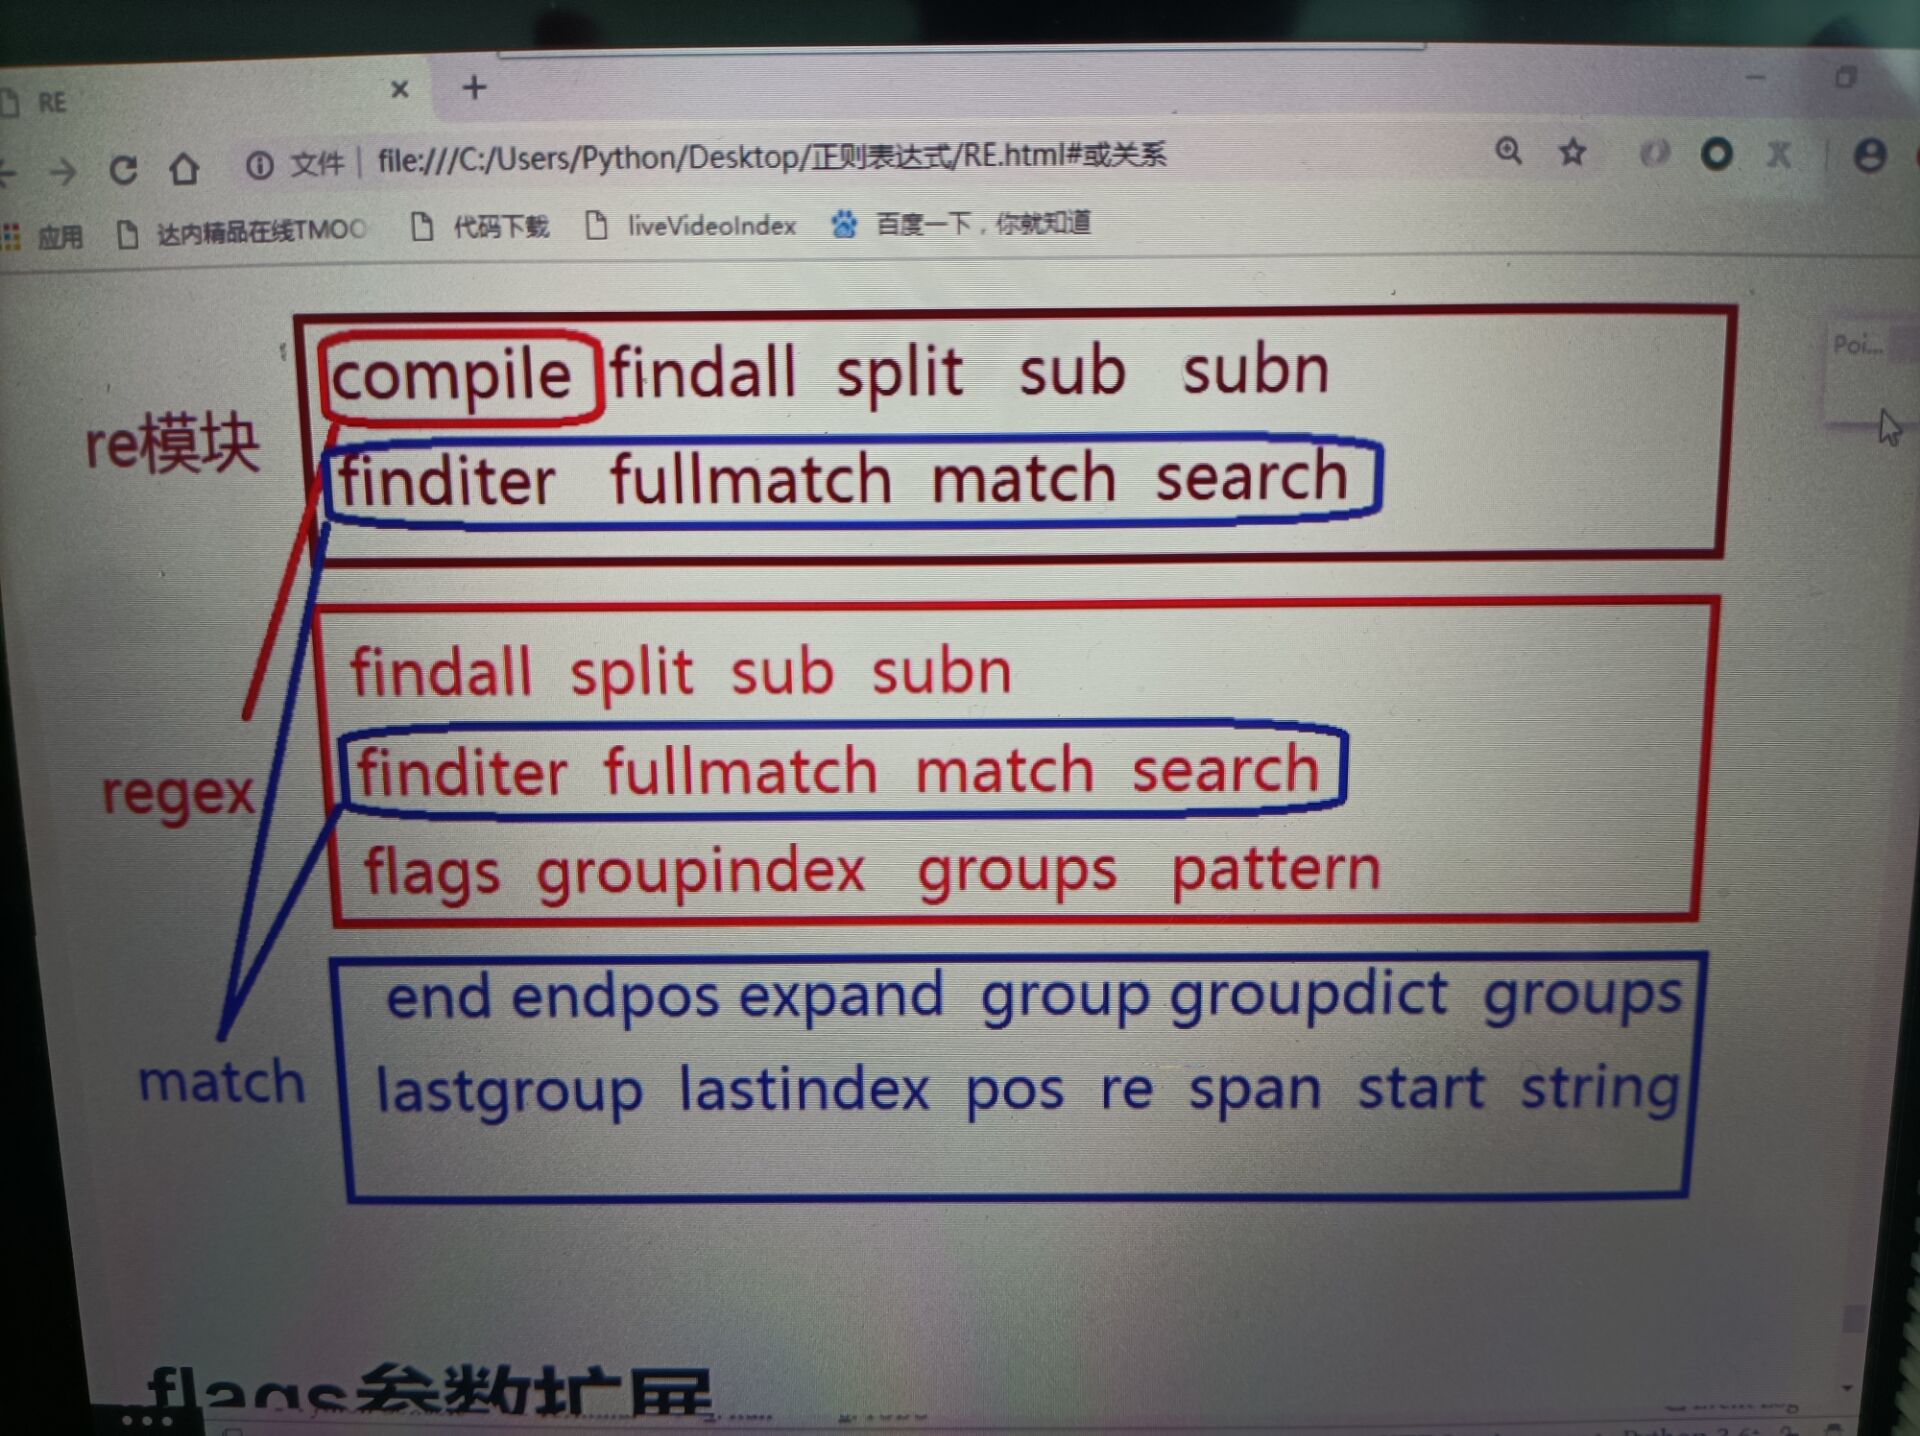 RE
文件 | file:///C:/Users/Python/Desktop/正则表达式/RE.html#或关系
应用 达内精品在线TMOO 代码下载 liveVideoIndex 百度一下，你就知道
Poi...
compile findall split sub subn
re模块
finditer fullmatch match search
findall split sub subn
finditer fullmatch match search
regex
flags groupindex groups pattern
end endpos expand group groupdict groups
match
lastgroup lastindex pos re span start string
flags参数扩展